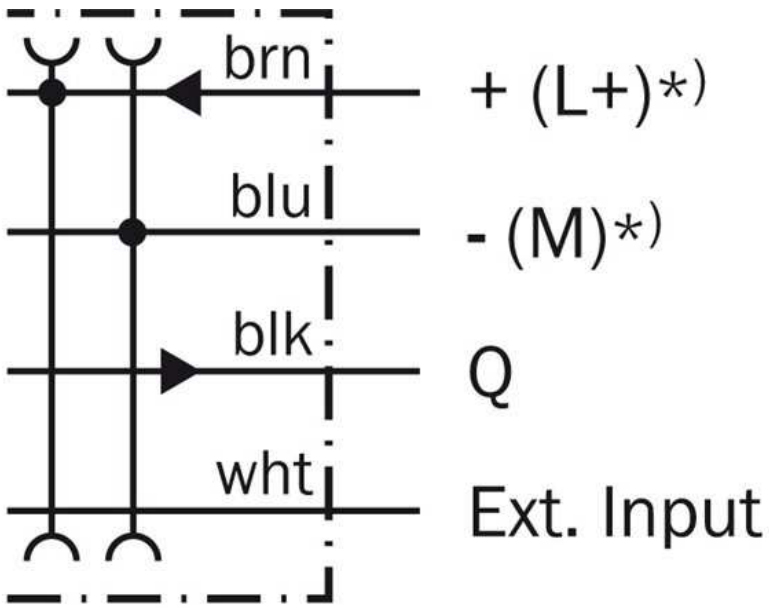 brn + (L+)*)
blu - (M)*)
blk Q
wht Ext. Input